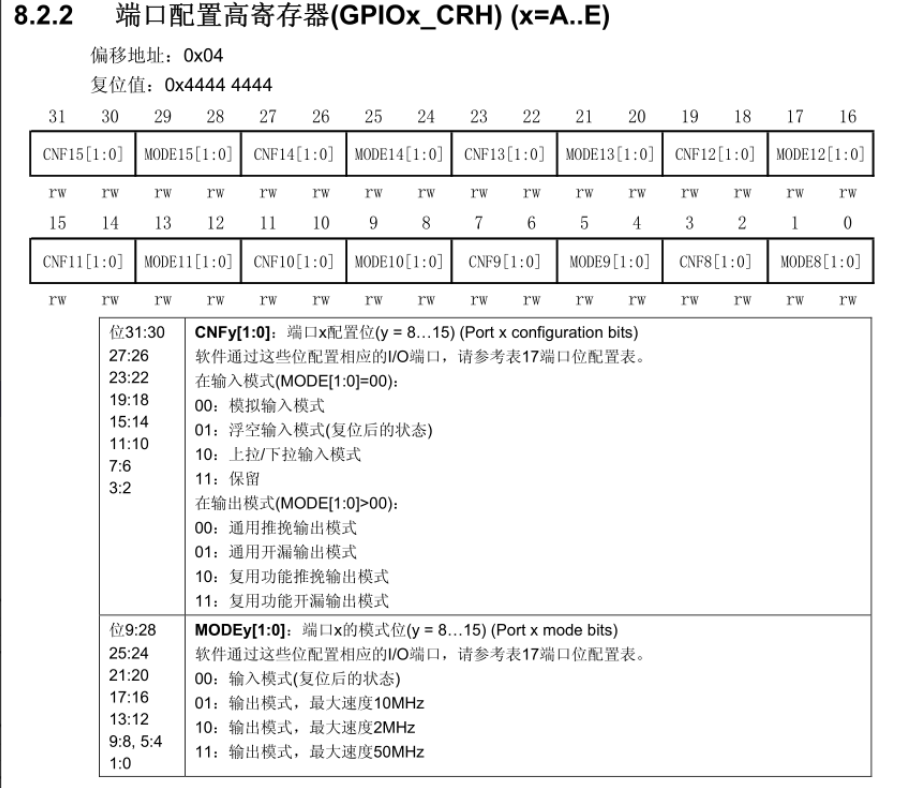 8.2.2 端口配置高寄存器(GPIOx_CRH) (x=A..E)
偏移地址：0x04
复位值：0x4444 4444
31 30 29 28 27 26 25 24 23 22 21 20 19 18 17 16
CNF15[1:0] MODE15[1:0] CNF14[1:0] MODE14[1:0] CNF13[1:0] MODE13[1:0] CNF12[1:0] MODE12[1:0]
rw rw rw rw rw rw rw rw rw rw rw rw rw rw rw rw
15 14 13 12 11 10 9 8 7 6 5 4 3 2 1 0
CNF11[1:0] MODE11[1:0] CNF10[1:0] MODE10[1:0] CNF9[1:0] MODE9[1:0] CNF8[1:0] MODE8[1:0]
rw rw rw rw rw rw rw rw rw rw rw rw rw rw rw rw
位31:30
27:26
23:22
19:18
15:14
11:10
7:6
3:2
CNFy[1:0]：端口x配置位(y = 8…15) (Port x configuration bits)
软件通过这些位配置相应的I/O端口，请参考表17端口位配置表。
在输入模式(MODE[1:0]=00)：
00：模拟输入模式
01：浮空输入模式(复位后的状态)
10：上拉/下拉输入模式
11：保留
在输出模式(MODE[1:0]>00)：
00：通用推挽输出模式
01：通用开漏输出模式
10：复用功能推挽输出模式
11：复用功能开漏输出模式
位9:28
25:24
21:20
17:16
13:12
9:8, 5:4
1:0
MODEy[1:0]：端口x的模式位(y = 8…15) (Port x mode bits)
软件通过这些位配置相应的I/O端口，请参考表17端口位配置表。
00：输入模式(复位后的状态)
01：输出模式，最大速度10MHz
10：输出模式，最大速度2MHz
11：输出模式，最大速度50MHz